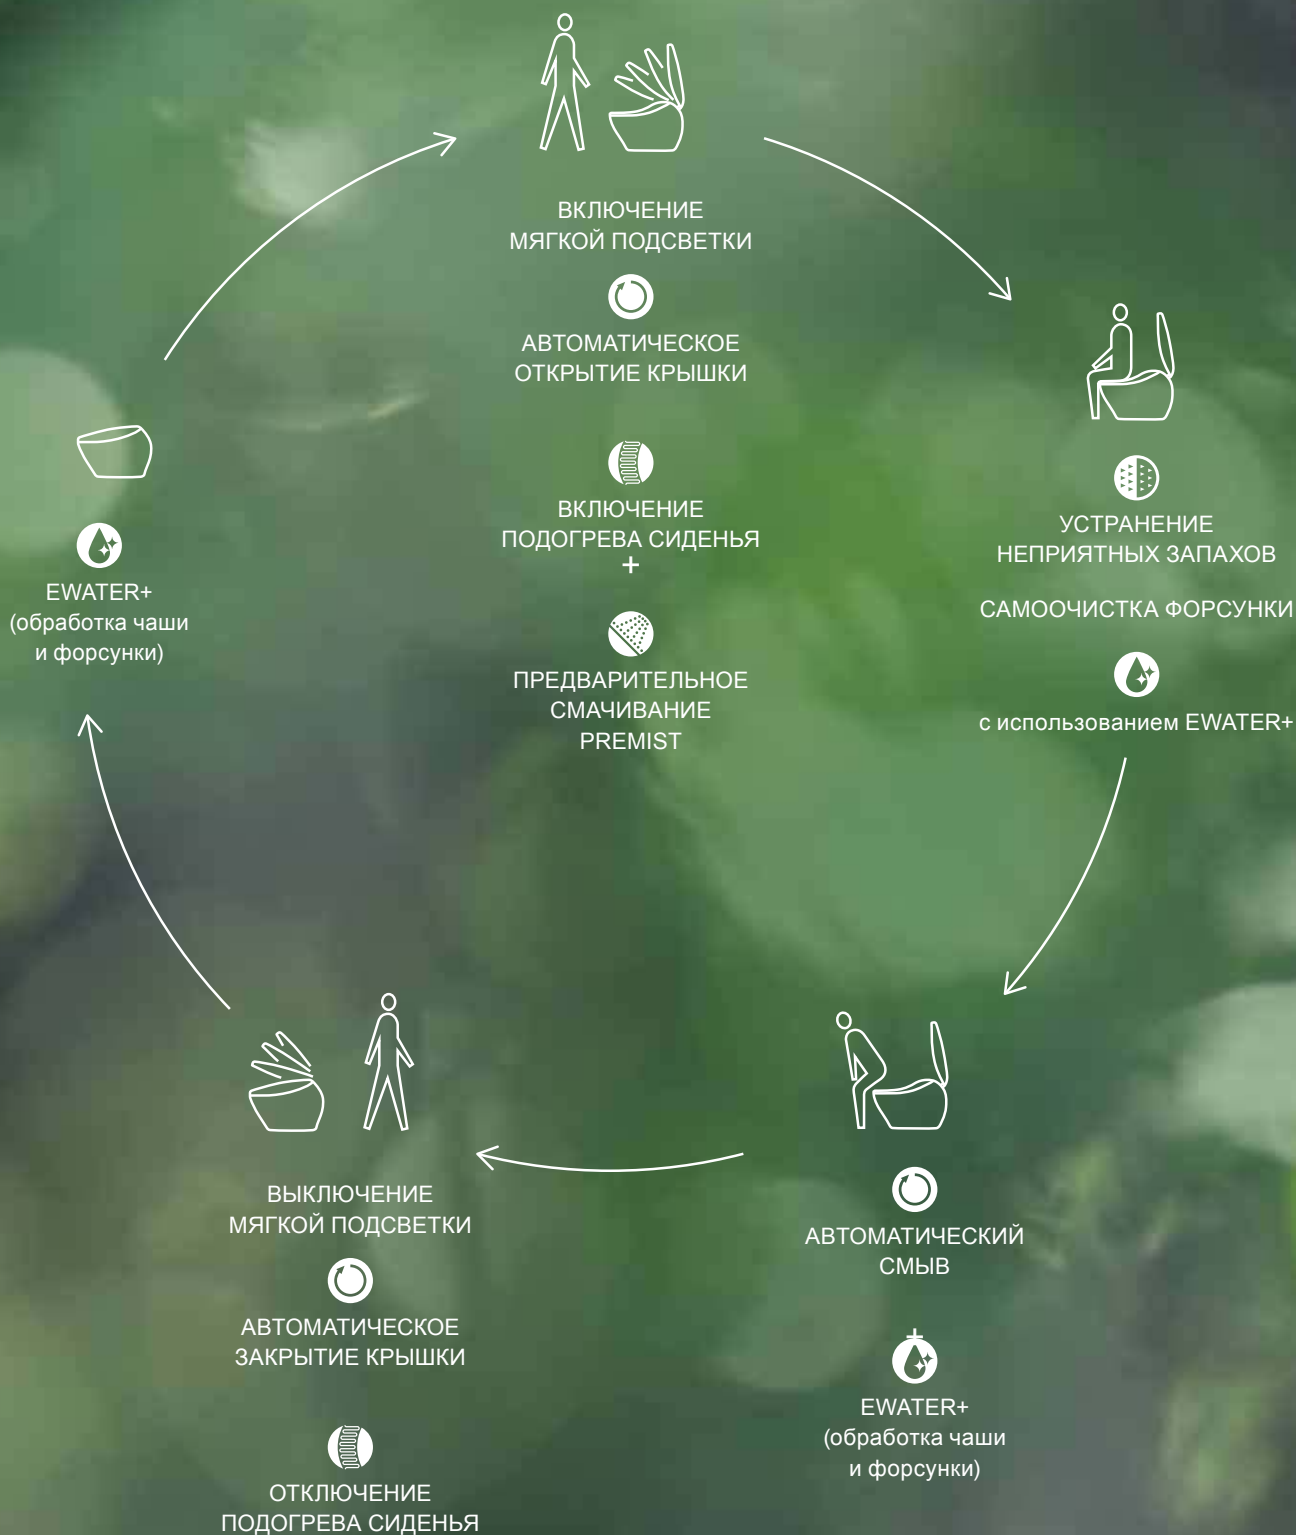 ВКЛЮЧЕНИЕ
МЯГКОЙ ПОДСВЕТКИ
АВТОМАТИЧЕСКОЕ
ОТКРЫТИЕ КРЫШКИ
ВКЛЮЧЕНИЕ
ПОДОГРЕВА СИДЕНЬЯ
+
ПРЕДВАРИТЕЛЬНОЕ
СМАЧИВАНИЕ
PREMIST
УСТРАНЕНИЕ
НЕПРИЯТНЫХ ЗАПАХОВ
САМООЧИСТКА ФОРСУНКИ
с использованием EWATER+
АВТОМАТИЧЕСКИЙ
СМЫВ
+
EWATER+
(обработка чаши
и форсунки)
ВЫКЛЮЧЕНИЕ
МЯГКОЙ ПОДСВЕТКИ
АВТОМАТИЧЕСКОЕ
ЗАКРЫТИЕ КРЫШКИ
ОТКЛЮЧЕНИЕ
ПОДОГРЕВА СИДЕНЬЯ
EWATER+
(обработка чаши
и форсунки)